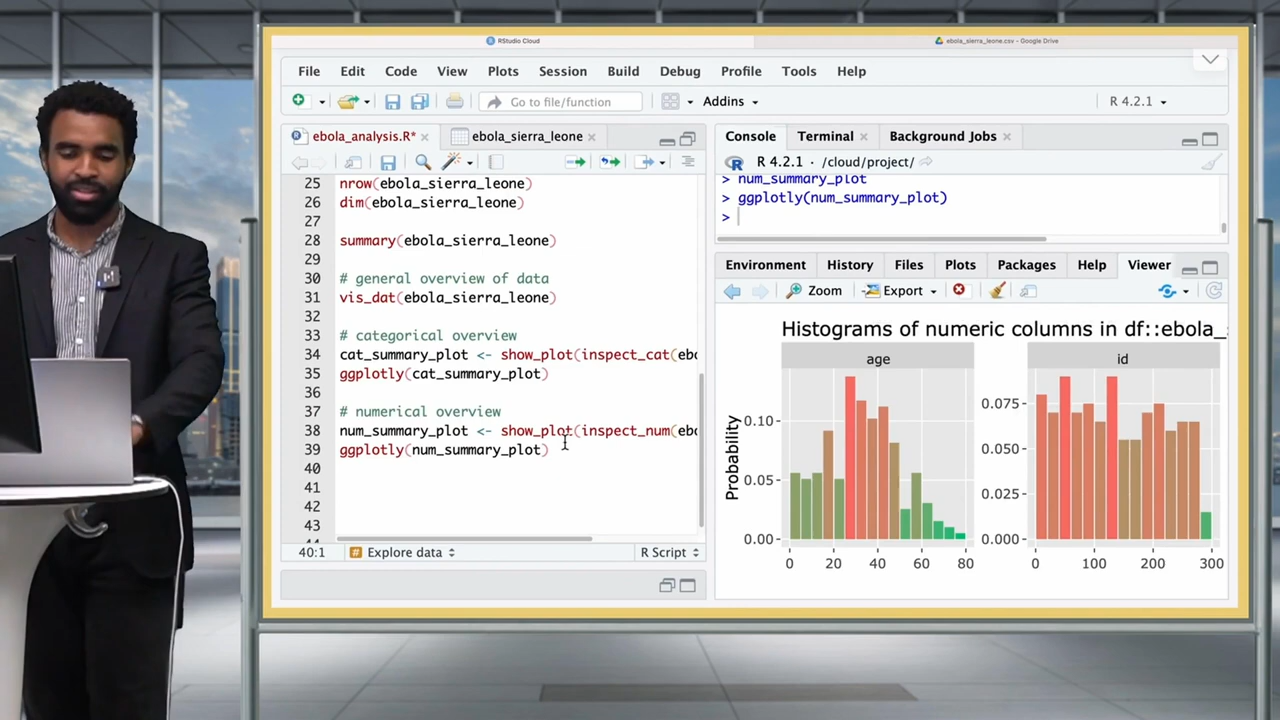 RStudio Cloud
ebola_sierra_leone.csv - Google Drive
File Edit Code View Plots Session Build Debug Profile Tools Help
Go to file/function
Addins
R 4.2.1
ebola_analysis.R*
ebola_sierra_leone
25 nrow(ebola_sierra_leone)
26 dim(ebola_sierra_leone)
27
28 summary(ebola_sierra_leone)
29
30 # general overview of data
31 vis_dat(ebola_sierra_leone)
32
33 # categorical overview
34 cat_summary_plot <- show_plot(inspect_cat(ebo
35 ggplotly(cat_summary_plot)
36
37 # numerical overview
38 num_summary_plot <- show_plot(inspect_num(ebo
39 ggplotly(num_summary_plot)
40
41
42
43
40:1 # Explore data R Script
Console Terminal Background Jobs
R 4.2.1 · /cloud/project/
> num_summary_plot
> ggplotly(num_summary_plot)
>
Environment History Files Plots Packages Help Viewer
Zoom Export
Histograms of numeric columns in df::ebola_
age
id
Probability
0.10
0.05
0.00
0 20 40 60 80
0.075
0.050
0.025
0.000
0 100 200 300